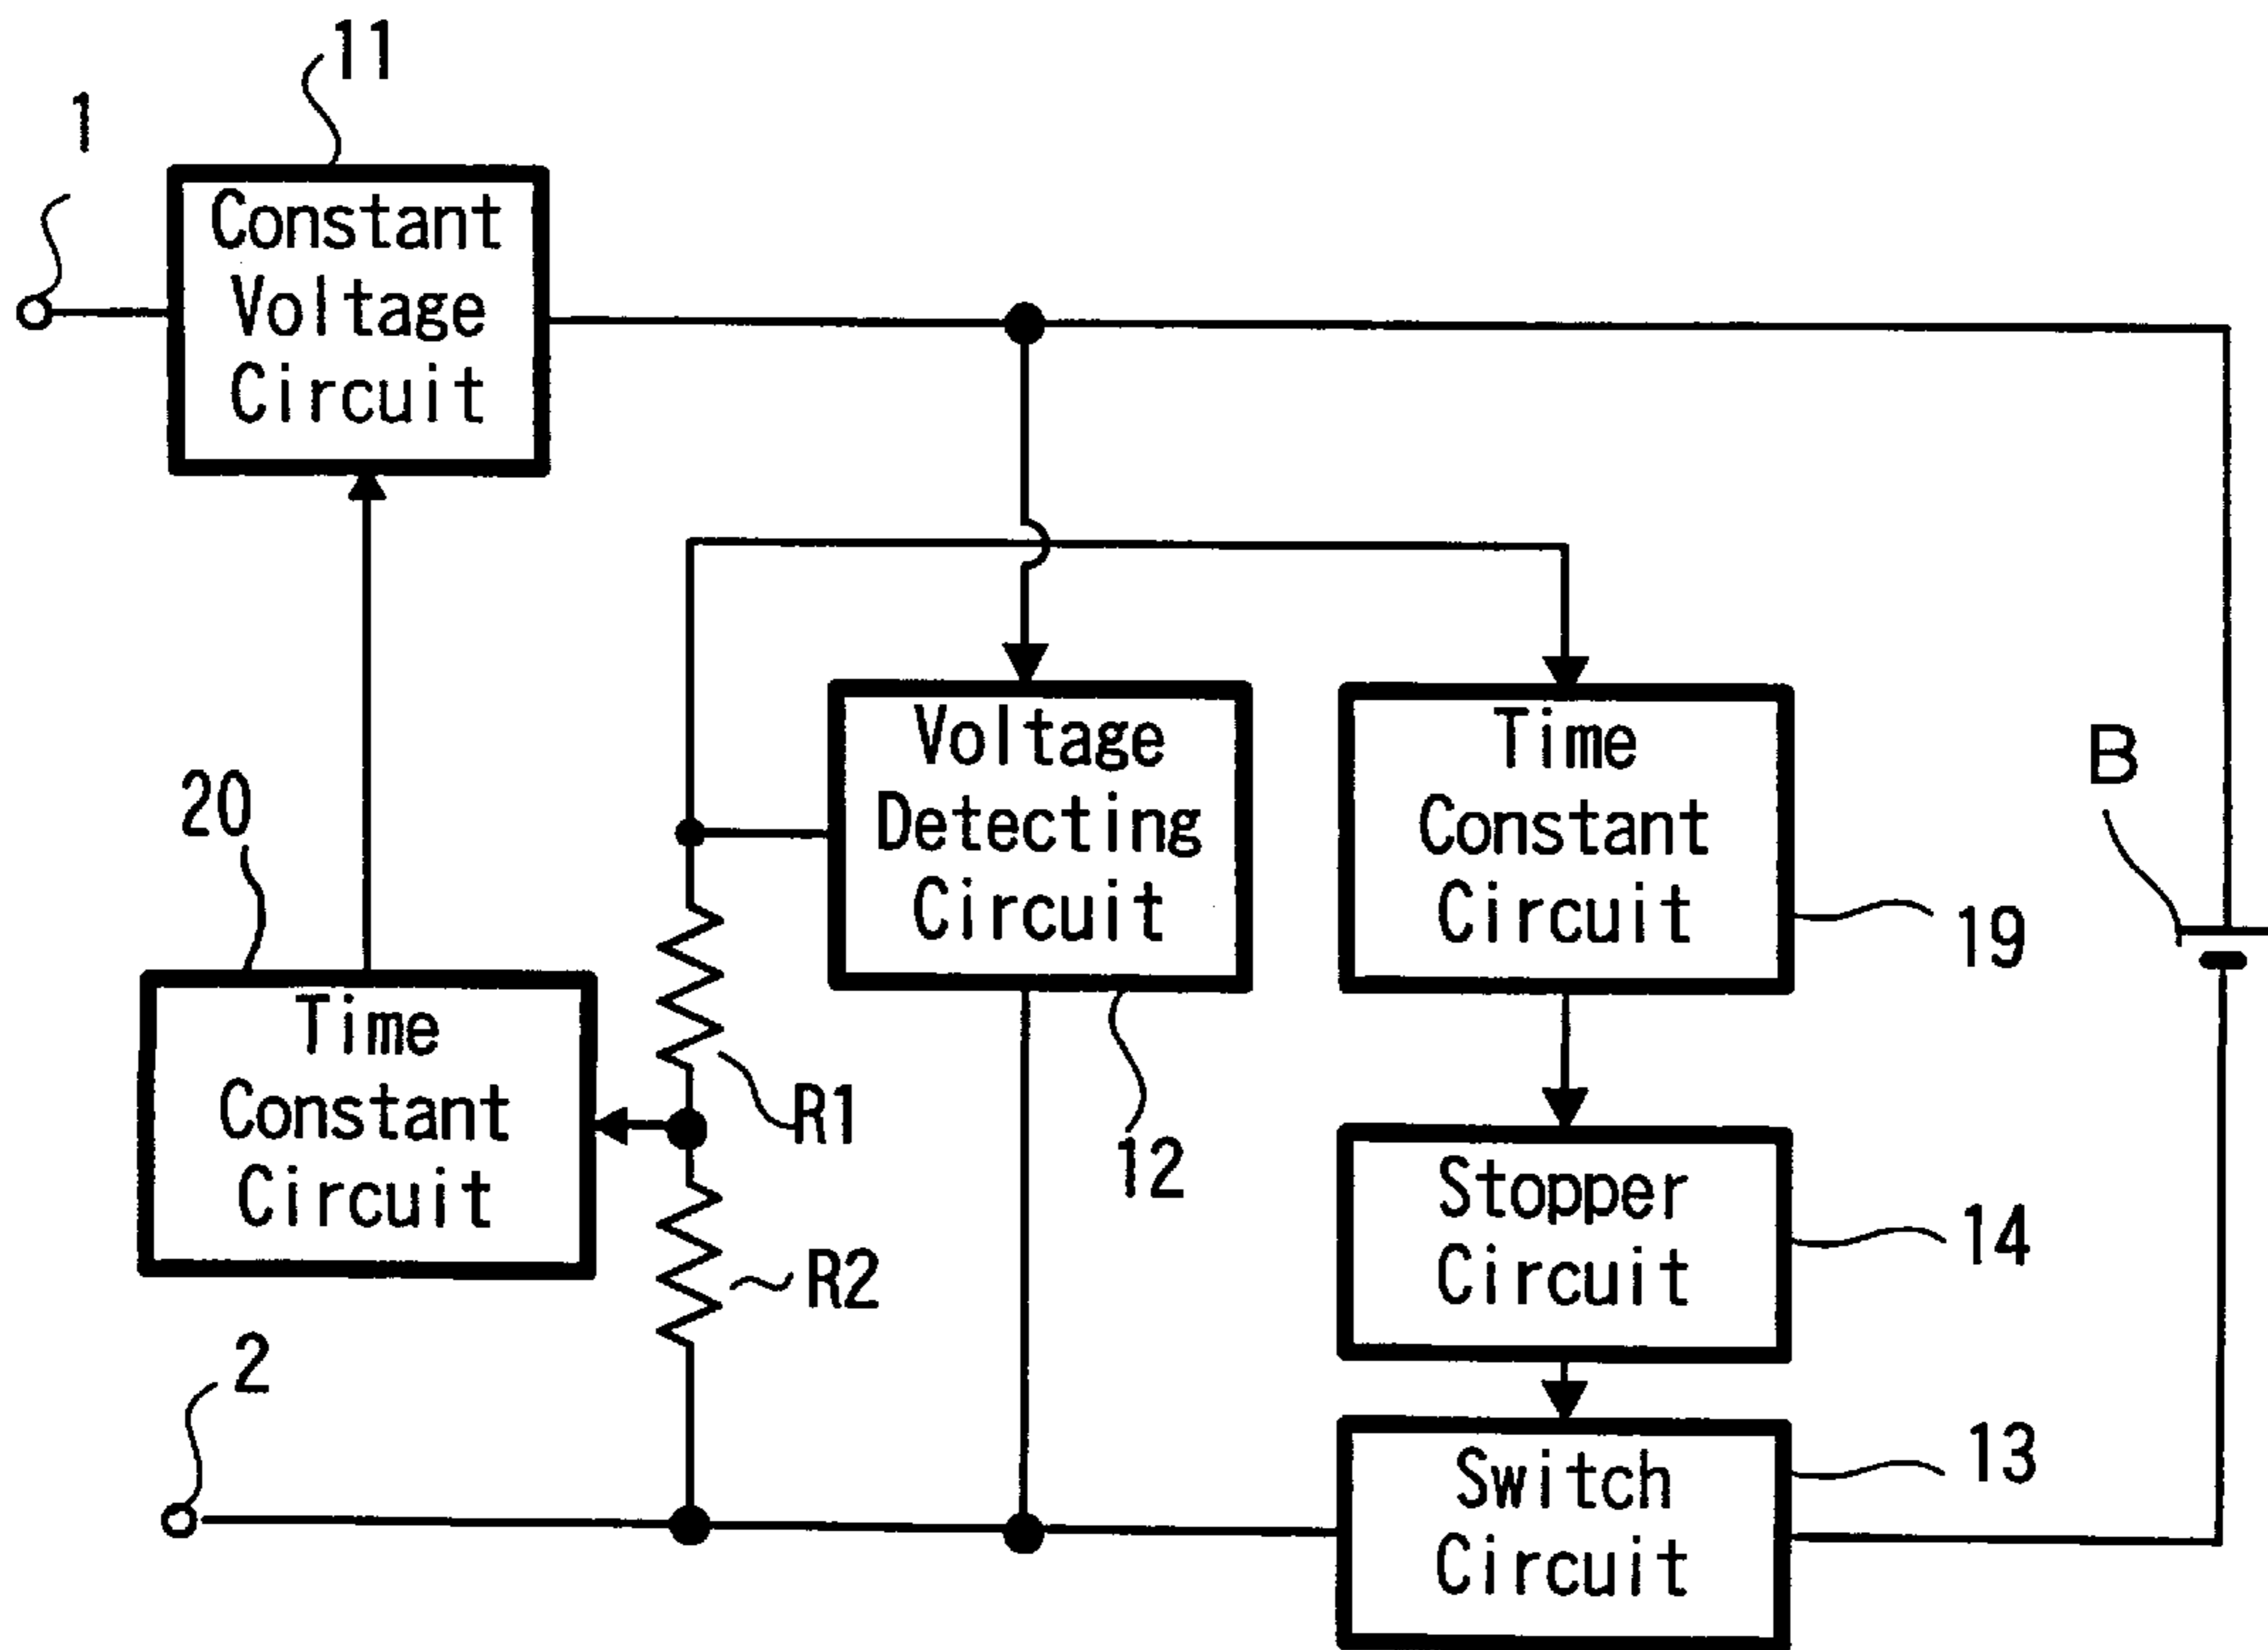 11
1
Constant
Voltage
Circuit
Voltage
Detecting
Circuit
Time
Constant
Circuit
B
20
19
Time
Constant
Circuit
R1
12
Stopper
Circuit
14
R2
2
Switch
Circuit
13